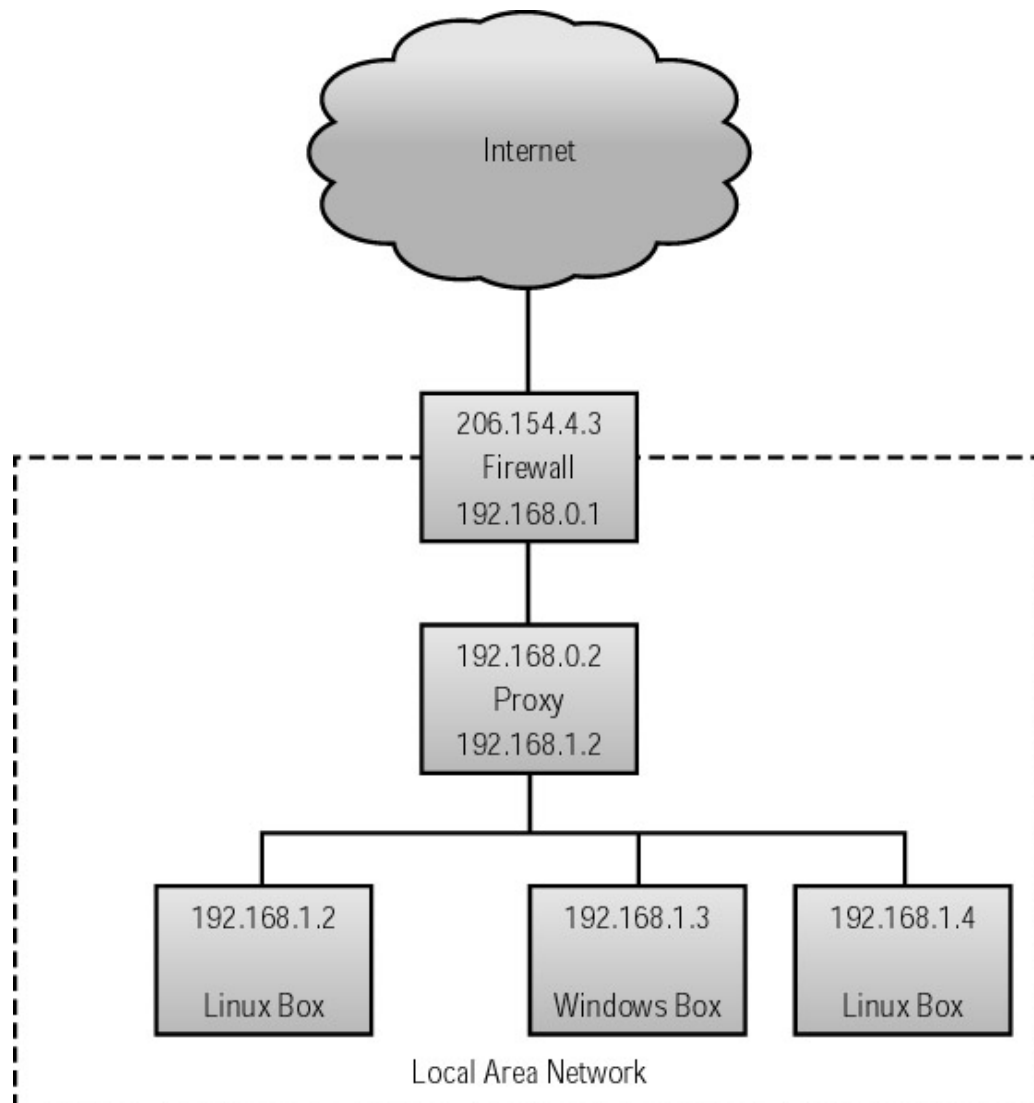 Internet
206.154.4.3
Firewall
192.168.0.1
192.168.0.2
Proxy
192.168.1.2
192.168.1.2
Linux Box
192.168.1.3
Windows Box
192.168.1.4
Linux Box
Local Area Network